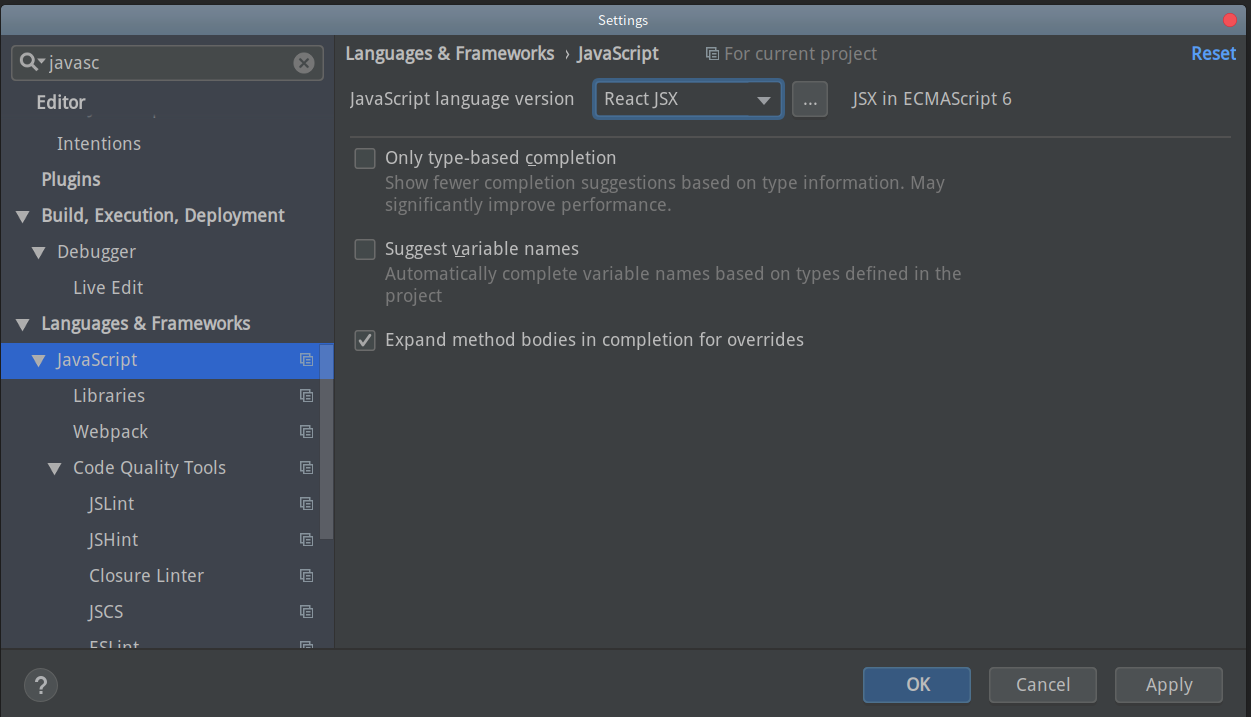 Settings
javasc
Editor
Intentions
Plugins
Build, Execution, Deployment
Debugger
Live Edit
Languages & Frameworks
JavaScript
Libraries
Webpack
Code Quality Tools
JSLint
JSHint
Closure Linter
JSCS
ESLint
Languages & Frameworks › JavaScript For current project Reset
JavaScript language version React JSX ... JSX in ECMAScript 6
Only type-based completion
Show fewer completion suggestions based on type information. May
significantly improve performance.
Suggest variable names
Automatically complete variable names based on types defined in the
project
Expand method bodies in completion for overrides
? OK Cancel Apply